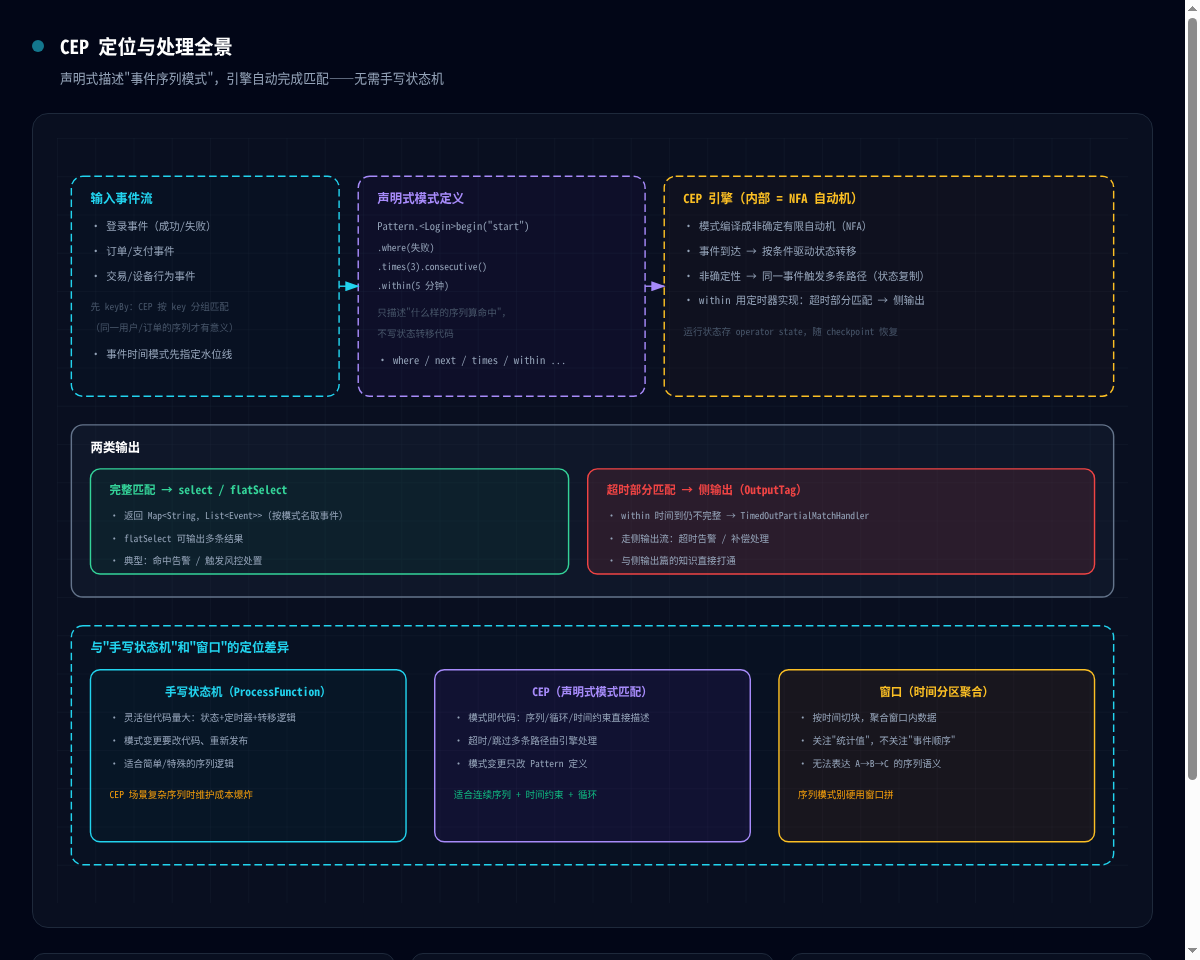 CEP 定位与处理全景
声明式描述"事件序列模式"，引擎自动完成匹配——无需手写状态机
输入事件流
• 登录事件（成功/失败）
• 订单/支付事件
• 交易/设备行为事件
先 keyBy：CEP 按 key 分组匹配
（同一用户/订单的序列才有意义）
• 事件时间模式先指定水位线
声明式模式定义
Pattern.<Login>begin("start")
.where(失败)
.times(3).consecutive()
.within(5 分钟)
只描述"什么样的序列算命中"，
不写状态转移代码
• where / next / times / within ...
CEP 引擎（内部 = NFA 自动机）
• 模式编译成非确定有限自动机（NFA）
• 事件到达 → 按条件驱动状态转移
• 非确定性 → 同一事件触发多条路径（状态复制）
• within 用定时器实现：超时部分匹配 → 侧输出
运行状态存 operator state，随 checkpoint 恢复
两类输出
完整匹配 → select / flatSelect
• 返回 Map<String, List<Event>>（按模式名取事件）
• flatSelect 可输出多条结果
• 典型：命中告警 / 触发风控处置
超时部分匹配 → 侧输出（OutputTag）
• within 时间到仍不完整 → TimedOutPartialMatchHandler
• 走侧输出流：超时告警 / 补偿处理
• 与侧输出篇的知识直接打通
与"手写状态机"和"窗口"的定位差异
手写状态机（ProcessFunction）
• 灵活但代码量大：状态+定时器+转移逻辑
• 模式变更要改代码、重新发布
• 适合简单/特殊的序列逻辑
CEP 场景复杂序列时维护成本爆炸
CEP（声明式模式匹配）
• 模式即代码：序列/循环/时间约束直接描述
• 超时/跳过多条路径由引擎处理
• 模式变更只改 Pattern 定义
适合连续序列 + 时间约束 + 循环
窗口（时间分区聚合）
• 按时间切块，聚合窗口内数据
• 关注"统计值"，不关注"事件顺序"
• 无法表达 A→B→C 的序列语义
序列模式别硬用窗口拼